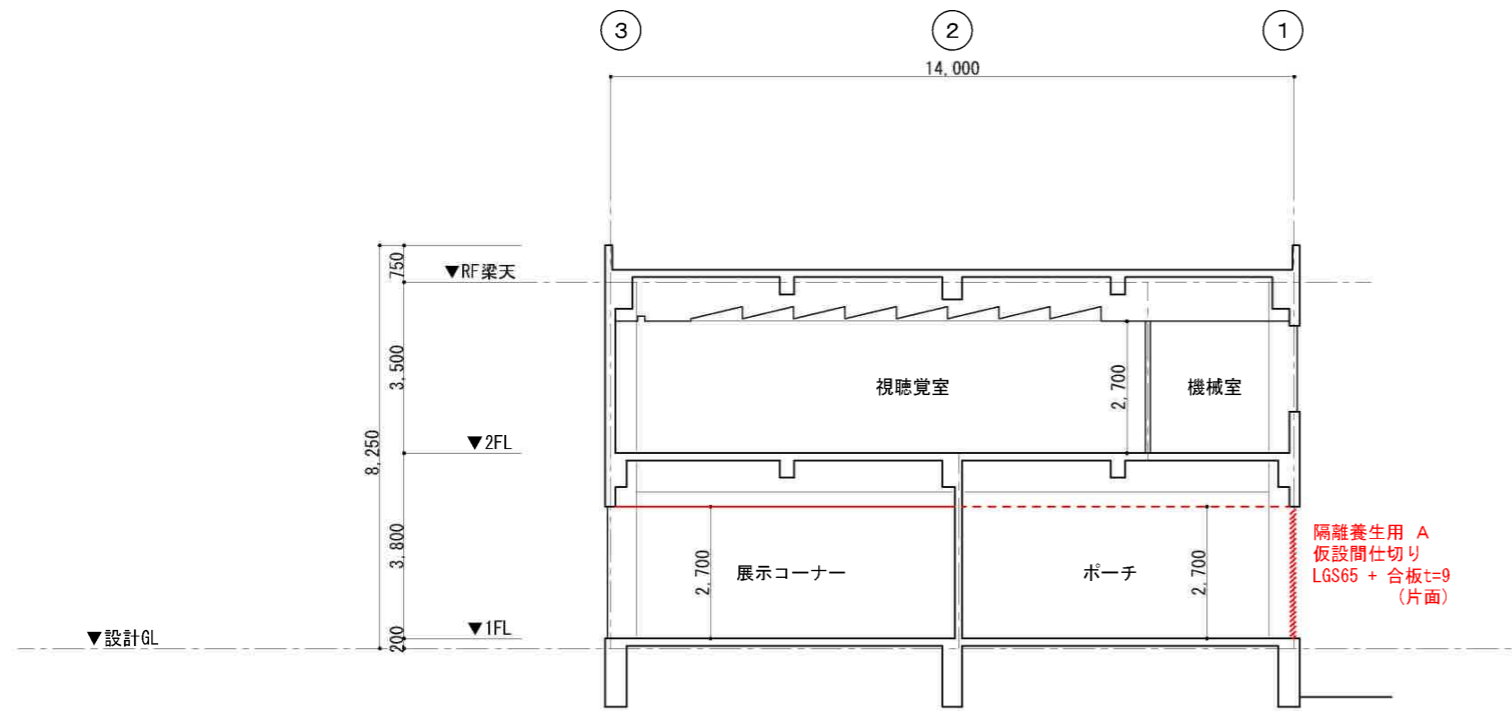 3
2
1
14,000
750
▼RF梁天
3,500
視聴覚室
2,700
機械室
▼2FL
8,250
3,800
2,700
展示コーナー
ポーチ
2,700
隔離養生用 A
仮設間仕切り
LGS65 + 合板t=9
(片面)
▼1FL
200
▼設計GL